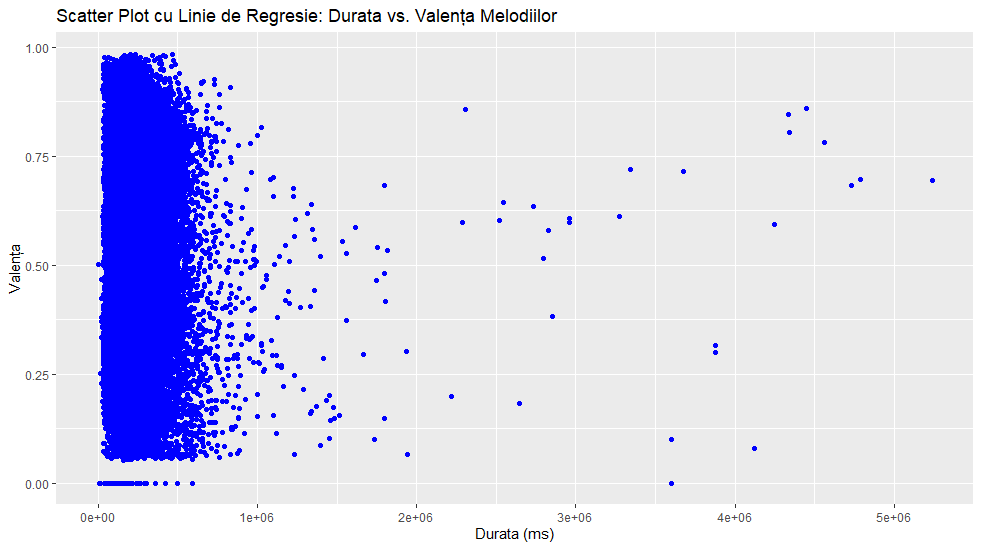 Scatter Plot cu Linie de Regresie: Durata vs. Valența Melodiilor
1.00
0.75
0.50
0.25
0.00
Valența
0e+00
1e+06
2e+06
3e+06
4e+06
5e+06
Durata (ms)